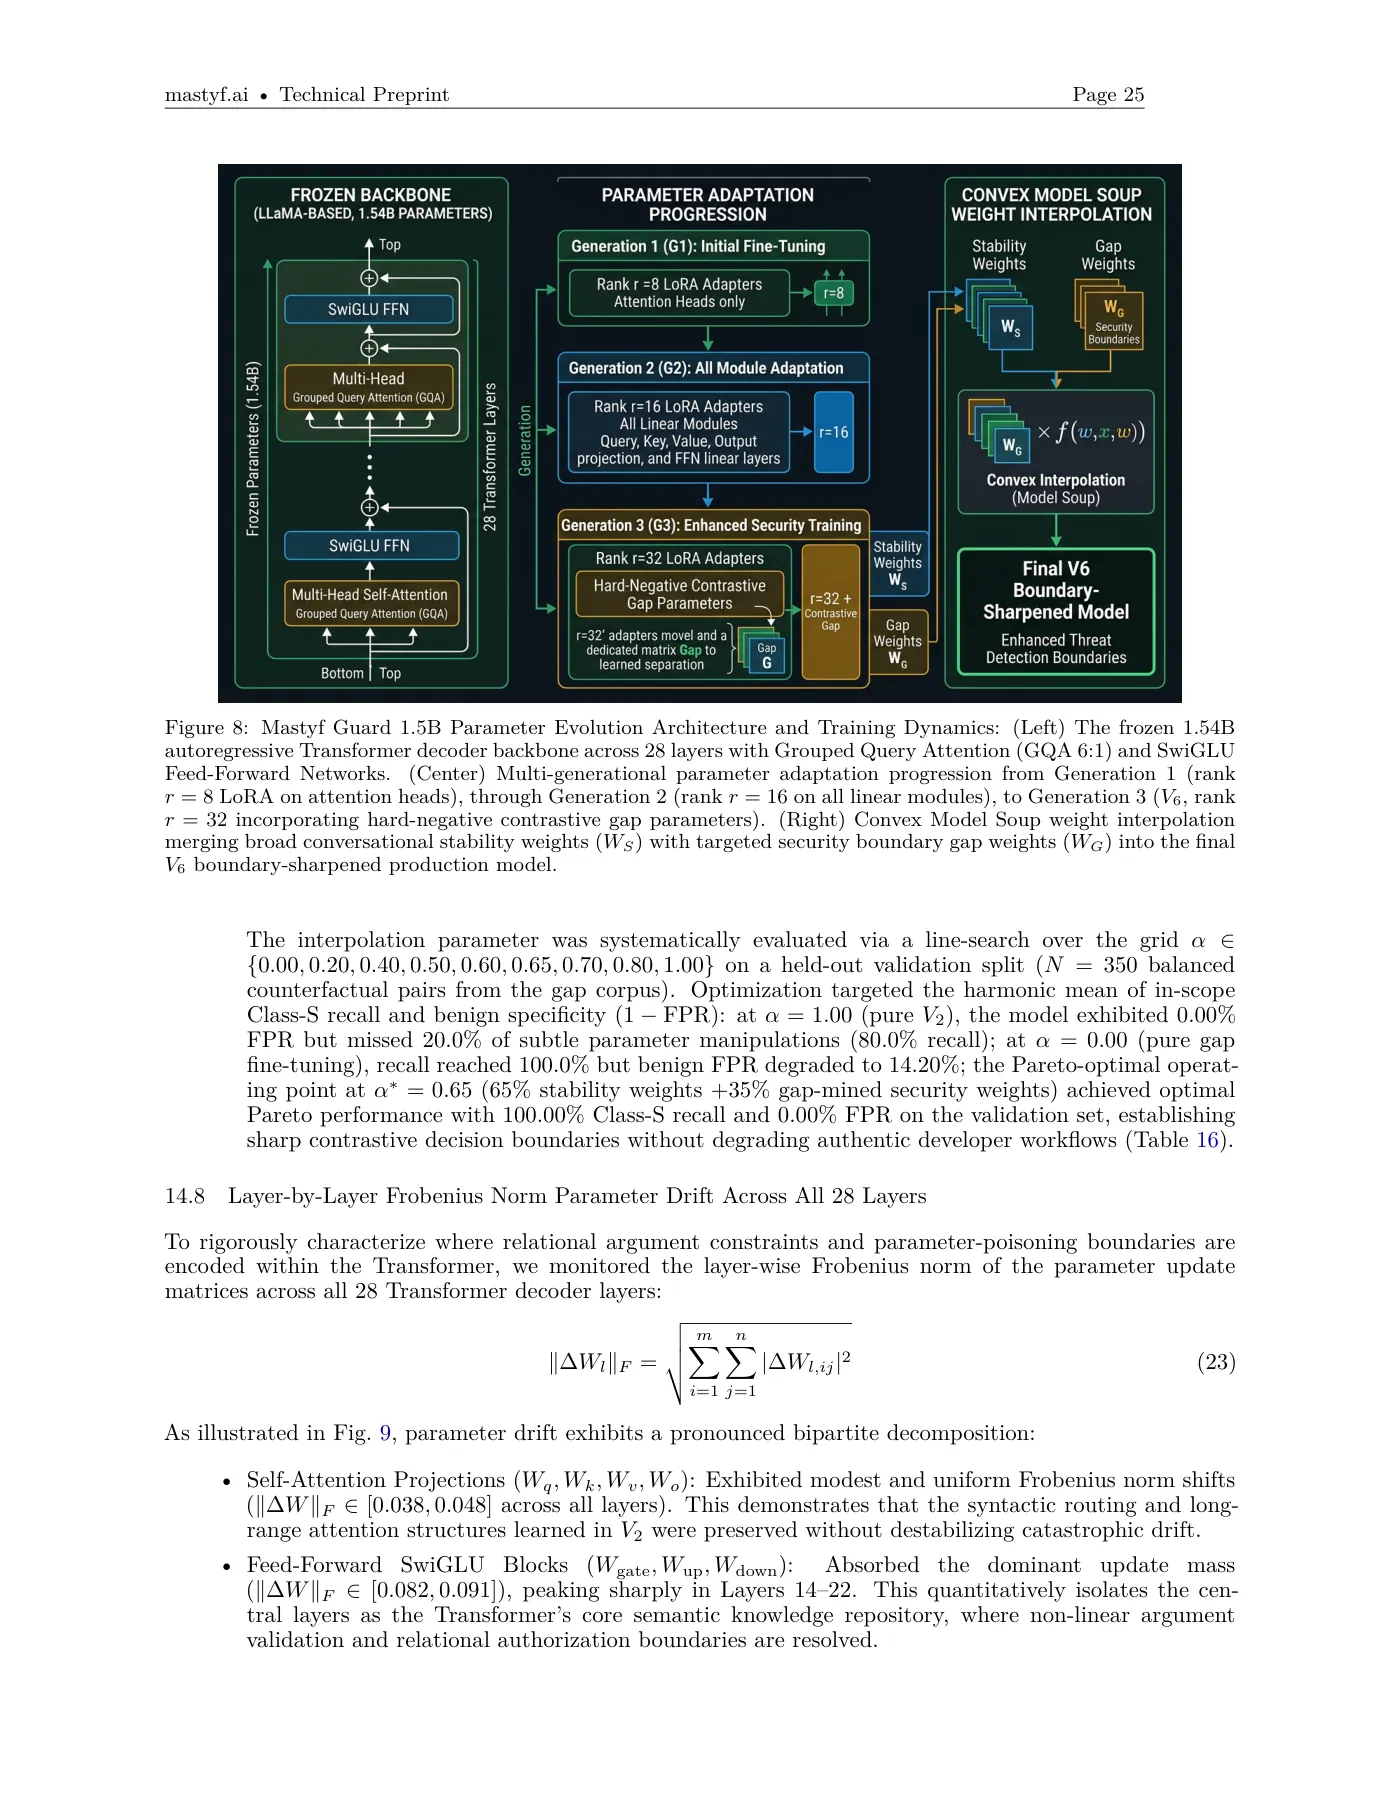 mastyf.ai • Technical Preprint Page 25
FROZEN BACKBONE
(LLaMA-BASED, 1.54B PARAMETERS)
Top
SwiGLU FFN
Multi-Head
Grouped Query Attention (GQA)
SwiGLU FFN
Multi-Head Self-Attention
Grouped Query Attention (GQA)
Bottom Top
Frozen Parameters (1.54B)
28 Transformer Layers
PARAMETER ADAPTATION
PROGRESSION
Generation
Generation 1 (G1): Initial Fine-Tuning
Rank r =8 LoRA Adapters
Attention Heads only
r=8
Generation 2 (G2): All Module Adaptation
Rank r=16 LoRA Adapters
All Linear Modules
Query, Key, Value, Output
projection, and FFN linear layers
r=16
Generation 3 (G3): Enhanced Security Training
Rank r=32 LoRA Adapters
Hard-Negative Contrastive
Gap Parameters
r=32' adapters movel and a
dedicated matrix Gap to
learned separation
Gap
G
r=32 +
Contrastive
Gap
Stability
Weights
W_S
Gap
Weights
W_G
CONVEX MODEL SOUP
WEIGHT INTERPOLATION
Stability
Weights
W_S
Gap
Weights
W_G
Security
Boundaries
W_G × f(w,x,w))
Convex Interpolation
(Model Soup)
Final V6
Boundary-
Sharpened Model
Enhanced Threat
Detection Boundaries
Figure 8: Mastyf Guard 1.5B Parameter Evolution Architecture and Training Dynamics: (Left) The frozen 1.54B
autoregressive Transformer decoder backbone across 28 layers with Grouped Query Attention (GQA 6:1) and SwiGLU
Feed-Forward Networks. (Center) Multi-generational parameter adaptation progression from Generation 1 (rank
r = 8 LoRA on attention heads), through Generation 2 (rank r = 16 on all linear modules), to Generation 3 (V₆, rank
r = 32 incorporating hard-negative contrastive gap parameters). (Right) Convex Model Soup weight interpolation
merging broad conversational stability weights (W_S) with targeted security boundary gap weights (W_G) into the final
V₆ boundary-sharpened production model.
The interpolation parameter was systematically evaluated via a line-search over the grid α ∈
{0.00, 0.20, 0.40, 0.50, 0.60, 0.65, 0.70, 0.80, 1.00} on a held-out validation split (N = 350 balanced
counterfactual pairs from the gap corpus). Optimization targeted the harmonic mean of in-scope
Class-S recall and benign specificity (1 − FPR): at α = 1.00 (pure V₂), the model exhibited 0.00%
FPR but missed 20.0% of subtle parameter manipulations (80.0% recall); at α = 0.00 (pure gap
fine-tuning), recall reached 100.0% but benign FPR degraded to 14.20%; the Pareto-optimal operat-
ing point at α* = 0.65 (65% stability weights +35% gap-mined security weights) achieved optimal
Pareto performance with 100.00% Class-S recall and 0.00% FPR on the validation set, establishing
sharp contrastive decision boundaries without degrading authentic developer workflows (Table 16).
14.8 Layer-by-Layer Frobenius Norm Parameter Drift Across All 28 Layers
To rigorously characterize where relational argument constraints and parameter-poisoning boundaries are
encoded within the Transformer, we monitored the layer-wise Frobenius norm of the parameter update
matrices across all 28 Transformer decoder layers:
‖ΔW_l‖_F = √(∑_{i=1}^{m} ∑_{j=1}^{n} |ΔW_{l,ij}|²) (23)
As illustrated in Fig. 9, parameter drift exhibits a pronounced bipartite decomposition:
• Self-Attention Projections (W_q, W_k, W_v, W_o): Exhibited modest and uniform Frobenius norm shifts
(‖ΔW‖_F ∈ [0.038, 0.048] across all layers). This demonstrates that the syntactic routing and long-
range attention structures learned in V₂ were preserved without destabilizing catastrophic drift.
• Feed-Forward SwiGLU Blocks (W_gate, W_up, W_down): Absorbed the dominant update mass
(‖ΔW‖_F ∈ [0.082, 0.091]), peaking sharply in Layers 14–22. This quantitatively isolates the cen-
tral layers as the Transformer's core semantic knowledge repository, where non-linear argument
validation and relational authorization boundaries are resolved.